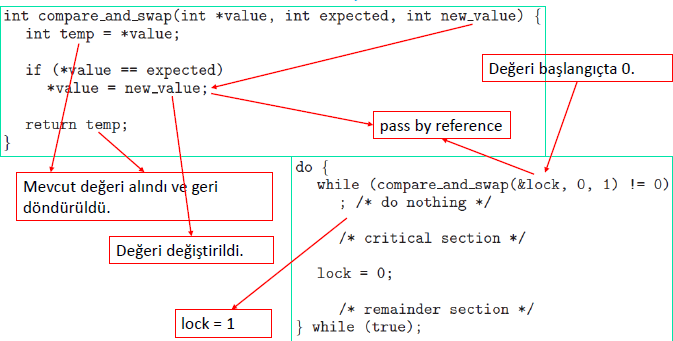 int compare_and_swap(int *value, int expected, int new_value) {
int temp = *value;
if (*value == expected)
*value = new_value;
return temp;
}
Değeri başlangıçta 0.
pass by reference
Mevcut değeri alındı ve geri
döndürüldü.
Değeri değiştirildi.
lock = 1
do {
while (compare_and_swap(&lock, 0, 1) != 0)
; /* do nothing */
/* critical section */
lock = 0;
/* remainder section */
} while (true);